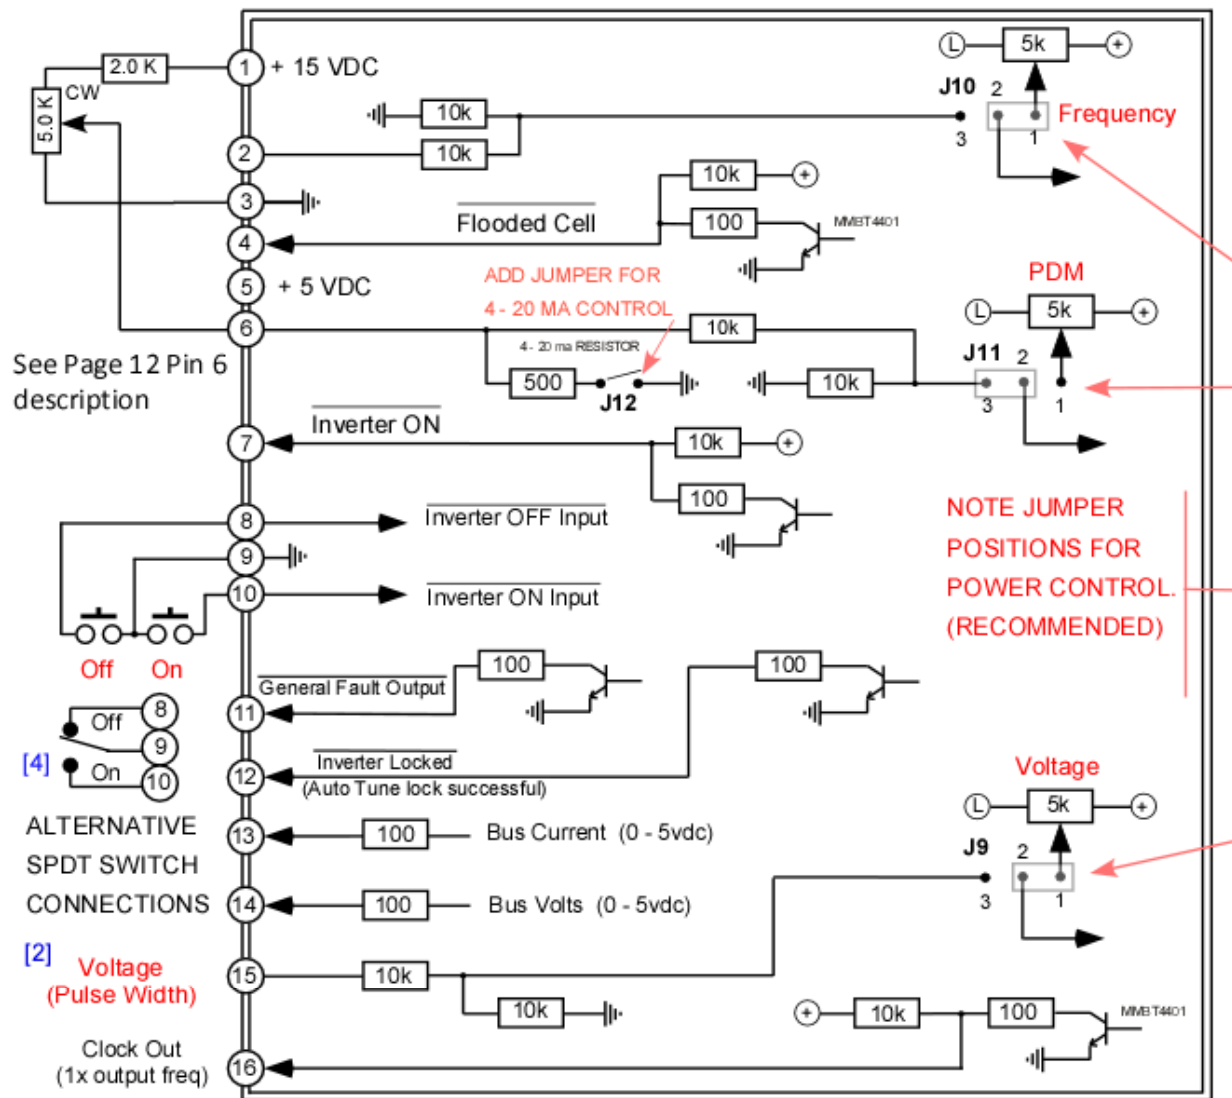 1 + 15 VDC
2.0 K
CW
5.0 K
10k
2
10k
3
Flooded Cell
4
10k
+
100
MMBT4401
L
5k
+
J10
2
Frequency
3
1
5
+ 5 VDC
ADD JUMPER FOR
4 - 20 MA CONTROL
6
10k
4 - 20 ma RESISTOR
500
J12
10k
PDM
L
5k
+
J11
2
3
1
See Page 12 Pin 6
description
Inverter ON
7
10k
+
100
8
Inverter OFF Input
9
10
Inverter ON Input
Off On
NOTE JUMPER
POSITIONS FOR
POWER CONTROL.
(RECOMMENDED)
100
100
General Fault Output
11
Off
8
9
On
10
[4]
Inverter Locked
12
(Auto Tune lock successful)
ALTERNATIVE
SPDT SWITCH
CONNECTIONS
13
100
Bus Current (0 - 5vdc)
14
100
Bus Volts (0 - 5vdc)
Voltage
L
5k
+
J9
2
3
1
[2]
Voltage
(Pulse Width)
15
10k
10k
+
10k
100
MMBT4401
Clock Out
(1x output freq)
16